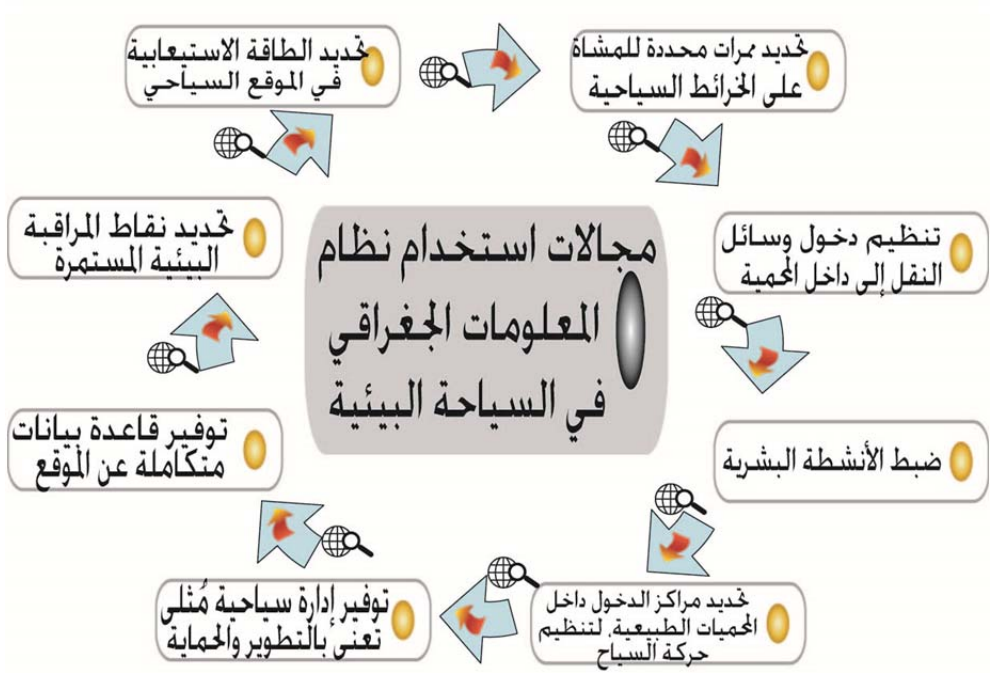 مجالات استخدام نظام
المعلومات الجغراقي
في السياحة البيئية
تحديد ممرات محددة للمشاة
على الخرائط السياحية
تنظيم دخول وسائل
النقل إلى داخل المحمية
ضبط الأنشطة البشرية
تحديد مراكز الدخول داخل
المحميات الطبيعية، لتنظيم
حركة السياح
توفير إدارة سياحية مُثلى
تعنى بالتطوير والحماية
توفير قاعدة بيانات
متكاملة عن الموقع
تحديد نقاط المراقبة
البيئية المستمرة
تحديد الطاقة الاستيعابية
في الموقع السياحي